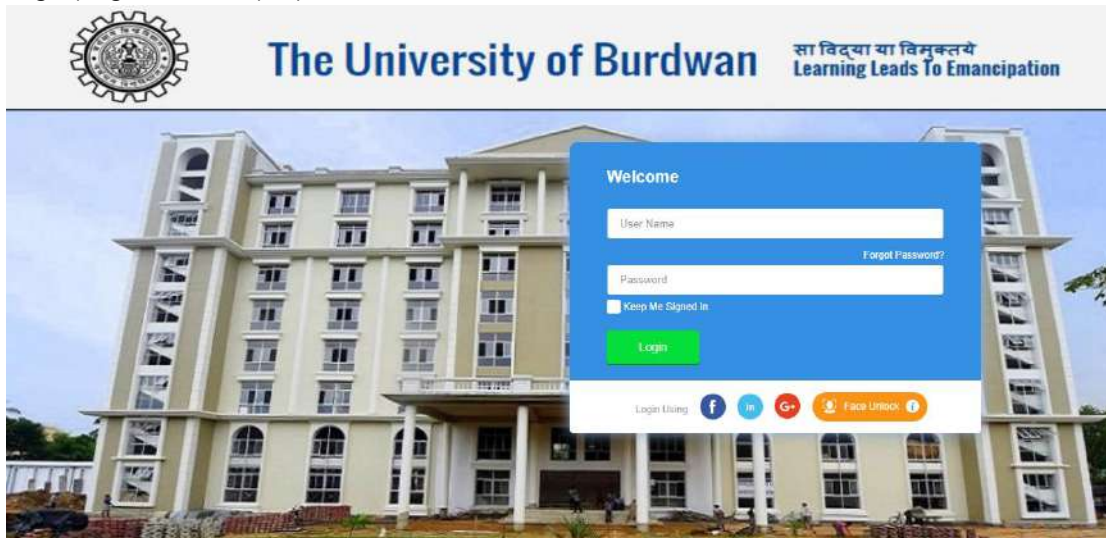 The University of Burdwan
सा विद्या या विमुक्तये
Learning Leads To Emancipation
Welcome
User Name
Forgot Password?
Password
Keep Me Signed In
Login
Login Using
f
in
G+
Face Unlock i